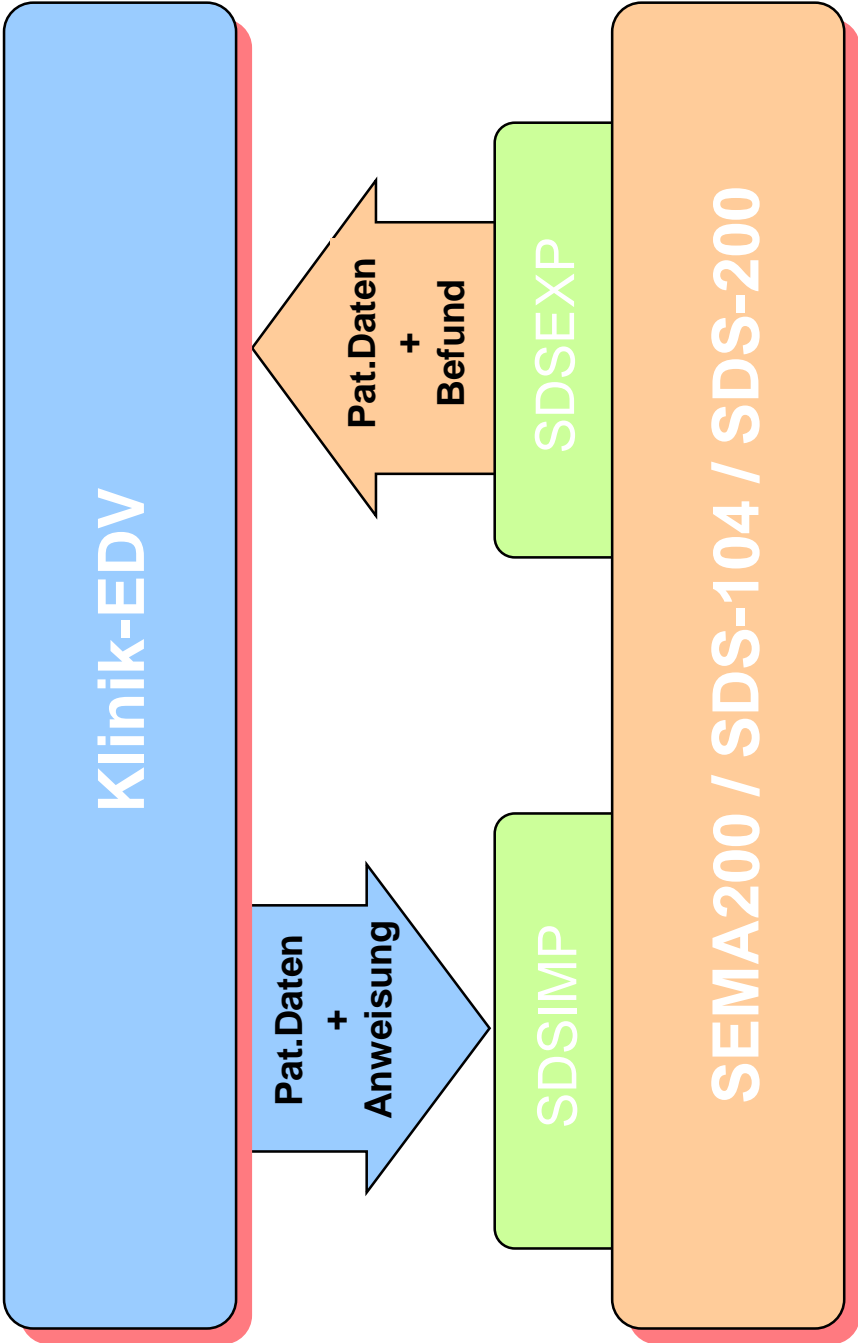 Klinik-EDV
Pat.Daten
+
Anweisung
Pat.Daten
+
Befund
SDSIMP
SDSEXP
SEMA200 / SDS-104 / SDS-200